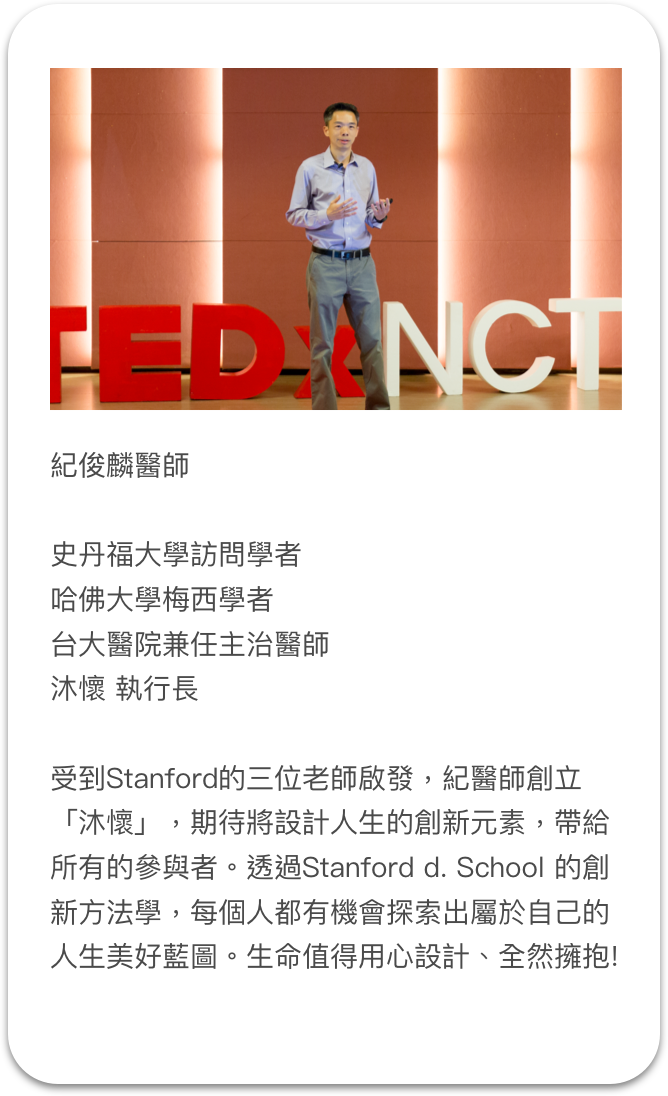 TEDxNCT
紀俊麟醫師
史丹福大學訪問學者
哈佛大學梅西學者
台大醫院兼任主治醫師
沐懷 執行長
受到Stanford的三位老師啟發，紀醫師創立
「沐懷」，期待將設計人生的創新元素，帶給
所有的參與者。透過Stanford d. School 的創
新方法學，每個人都有機會探索出屬於自己的
人生美好藍圖。生命值得用心設計、全然擁抱!